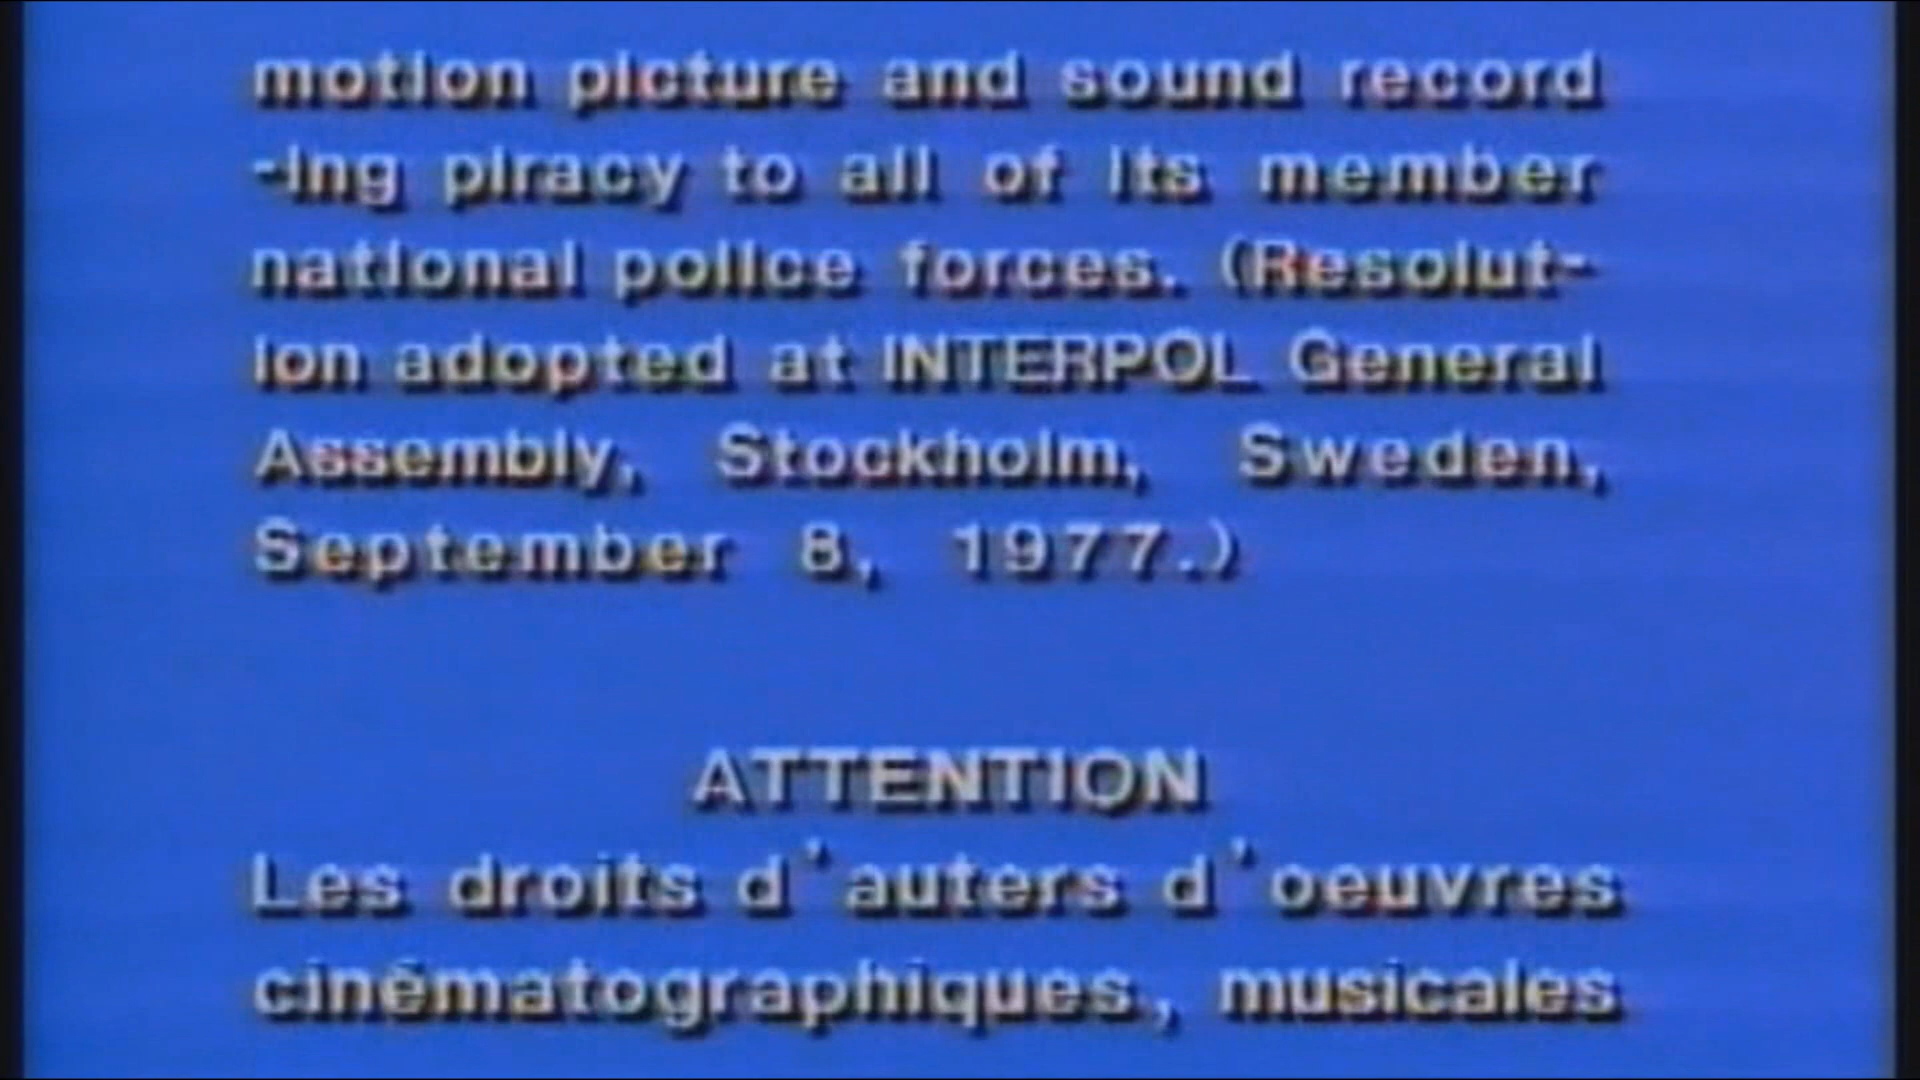 motion picture and sound record
-ing piracy to all of its member
national police forces. (Resolut-
ion adopted at INTERPOL General
Assembly, Stockholm, Sweden,
September 8, 1977.)
ATTENTION
Les droits d'auters d'oeuvres
cinématographiques, musicales